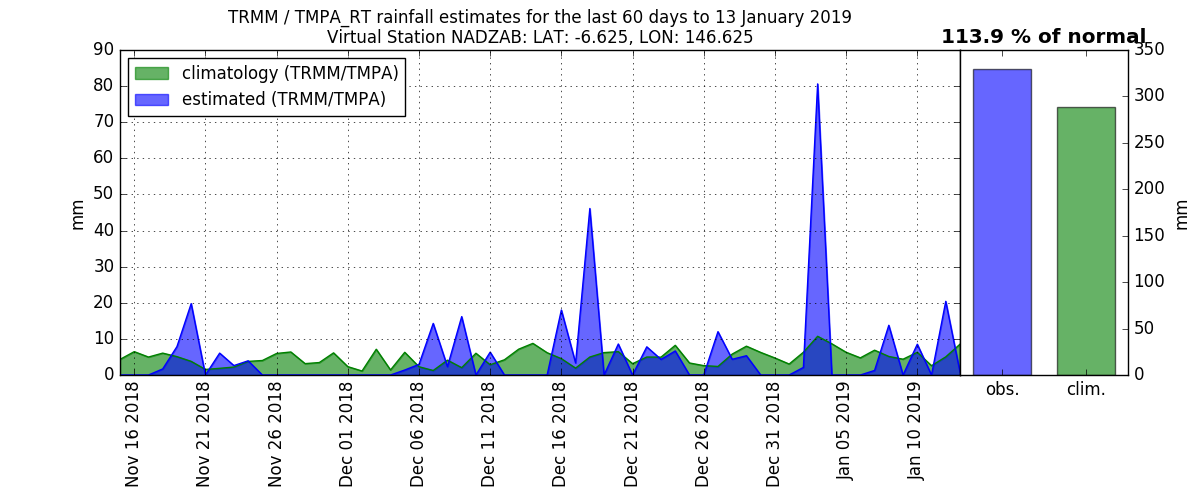 TRMM / TMPA_RT rainfall estimates for the last 60 days to 13 January 2019
Virtual Station NADZAB: LAT: -6.625, LON: 146.625
113.9 % of normal
climatology (TRMM/TMPA)
estimated (TRMM/TMPA)
90
80
70
60
50
40
30
20
10
0
mm
350
300
250
200
150
100
50
0
mm
Nov 16 2018
Nov 21 2018
Nov 26 2018
Dec 01 2018
Dec 06 2018
Dec 11 2018
Dec 16 2018
Dec 21 2018
Dec 26 2018
Dec 31 2018
Jan 05 2019
Jan 10 2019
obs.
clim.